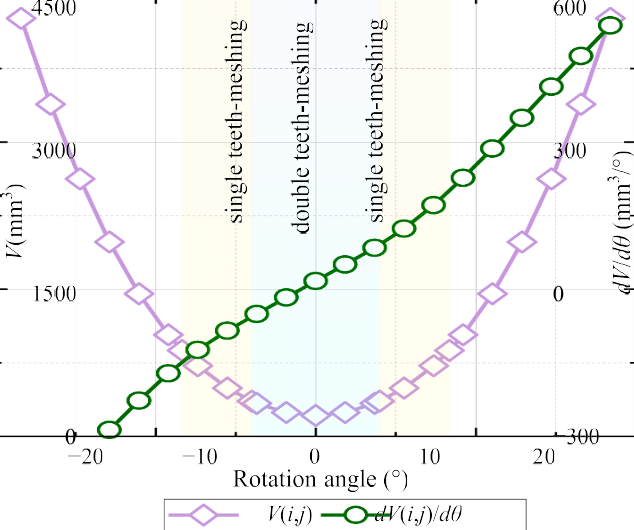 4500
600
single teeth-meshing
double teeth-meshing
single teeth-meshing
3000
300
V(mm³)
dV/dθ (mm³/°)
1500
0
0
-300
−20
−10
0
10
20
Rotation angle (°)
V(i,j)
dV(i,j)/dθ